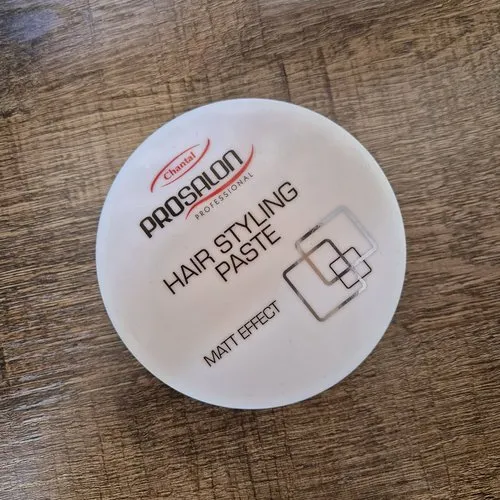 Chantal
PROSALON
PROFESSIONAL
HAIR STYLING
PASTE
MATT EFFECT